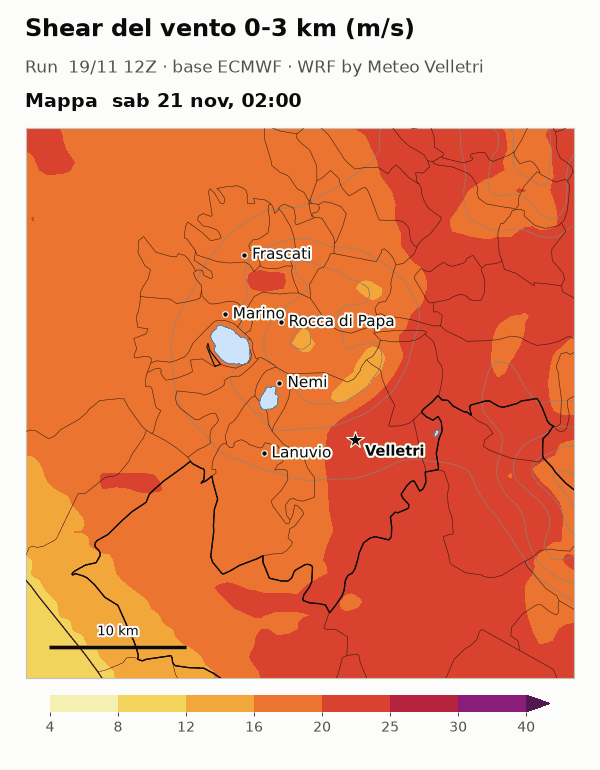 Shear del vento 0-3 km (m/s)
Run 19/11 12Z · base ECMWF · WRF by Meteo Velletri
Mappa sab 21 nov, 02:00
Frascati
Marino
Rocca di Papa
Nemi
Velletri
Lanuvio
10 km
4 8 12 16 20 25 30 40